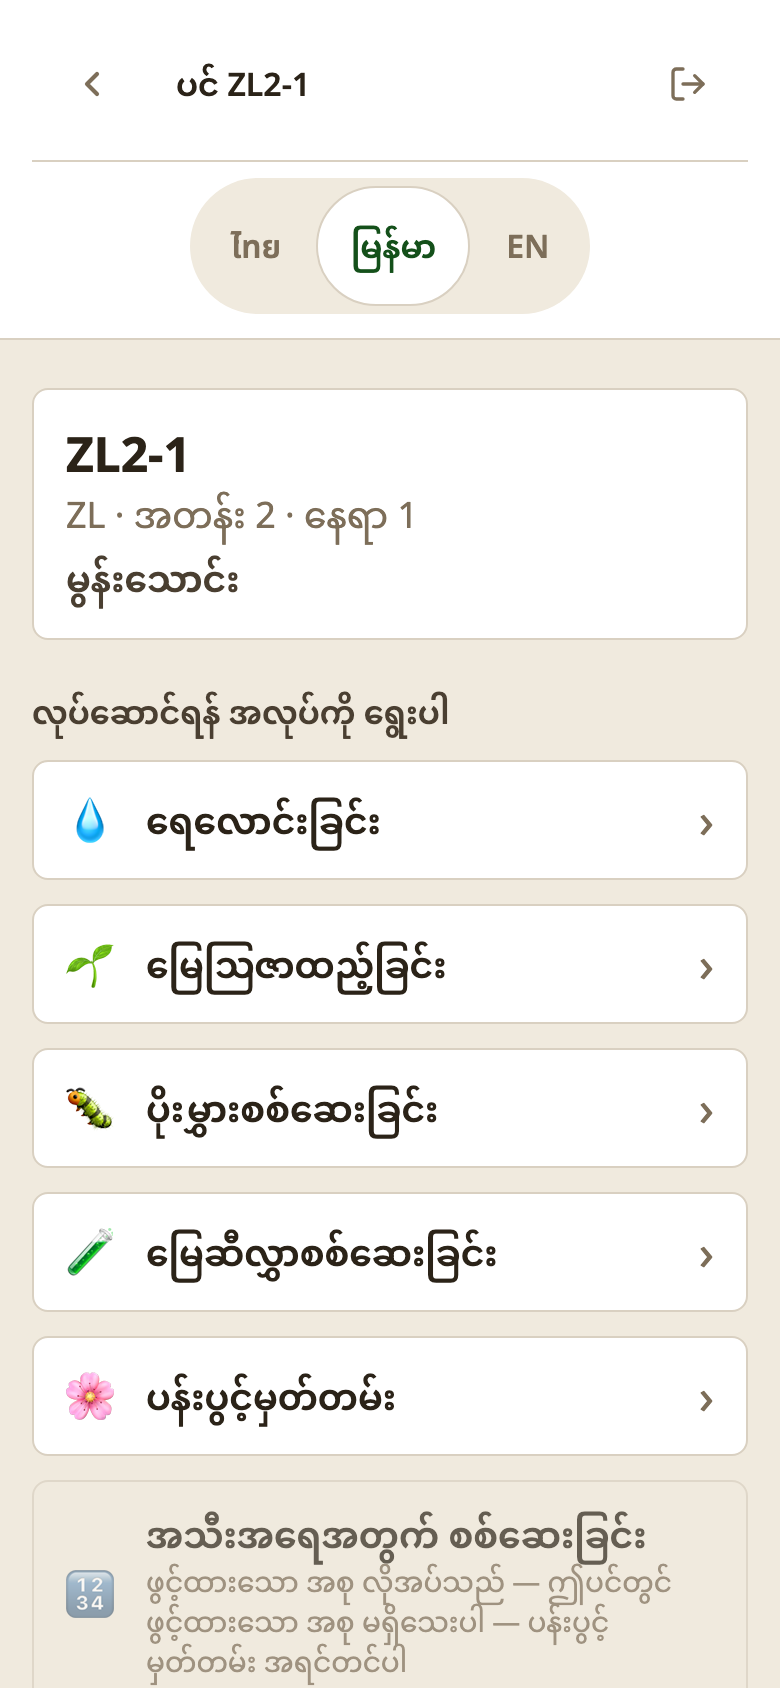 ပင် ZL2-1
ไทย
မြန်မာ
EN
ZL2-1
ZL · အတန်း 2 · နေရာ 1
မွန်းသောင်း
လုပ်ဆောင်ရန် အလုပ်ကို ရွေးပါ
ရေလောင်းခြင်း
မြေဩဇာထည့်ခြင်း
ပိုးမွှားစစ်ဆေးခြင်း
မြေဆီလွှာစစ်ဆေးခြင်း
ပန်းပွင့်မှတ်တမ်း
အသီးအရေအတွက် စစ်ဆေးခြင်း
ဖွင့်ထားသော အစု လိုအပ်သည် — ဤပင်တွင်
ဖွင့်ထားသော အစု မရှိသေးပါ — ပန်းပွင့်
မှတ်တမ်း အရင်တင်ပါ